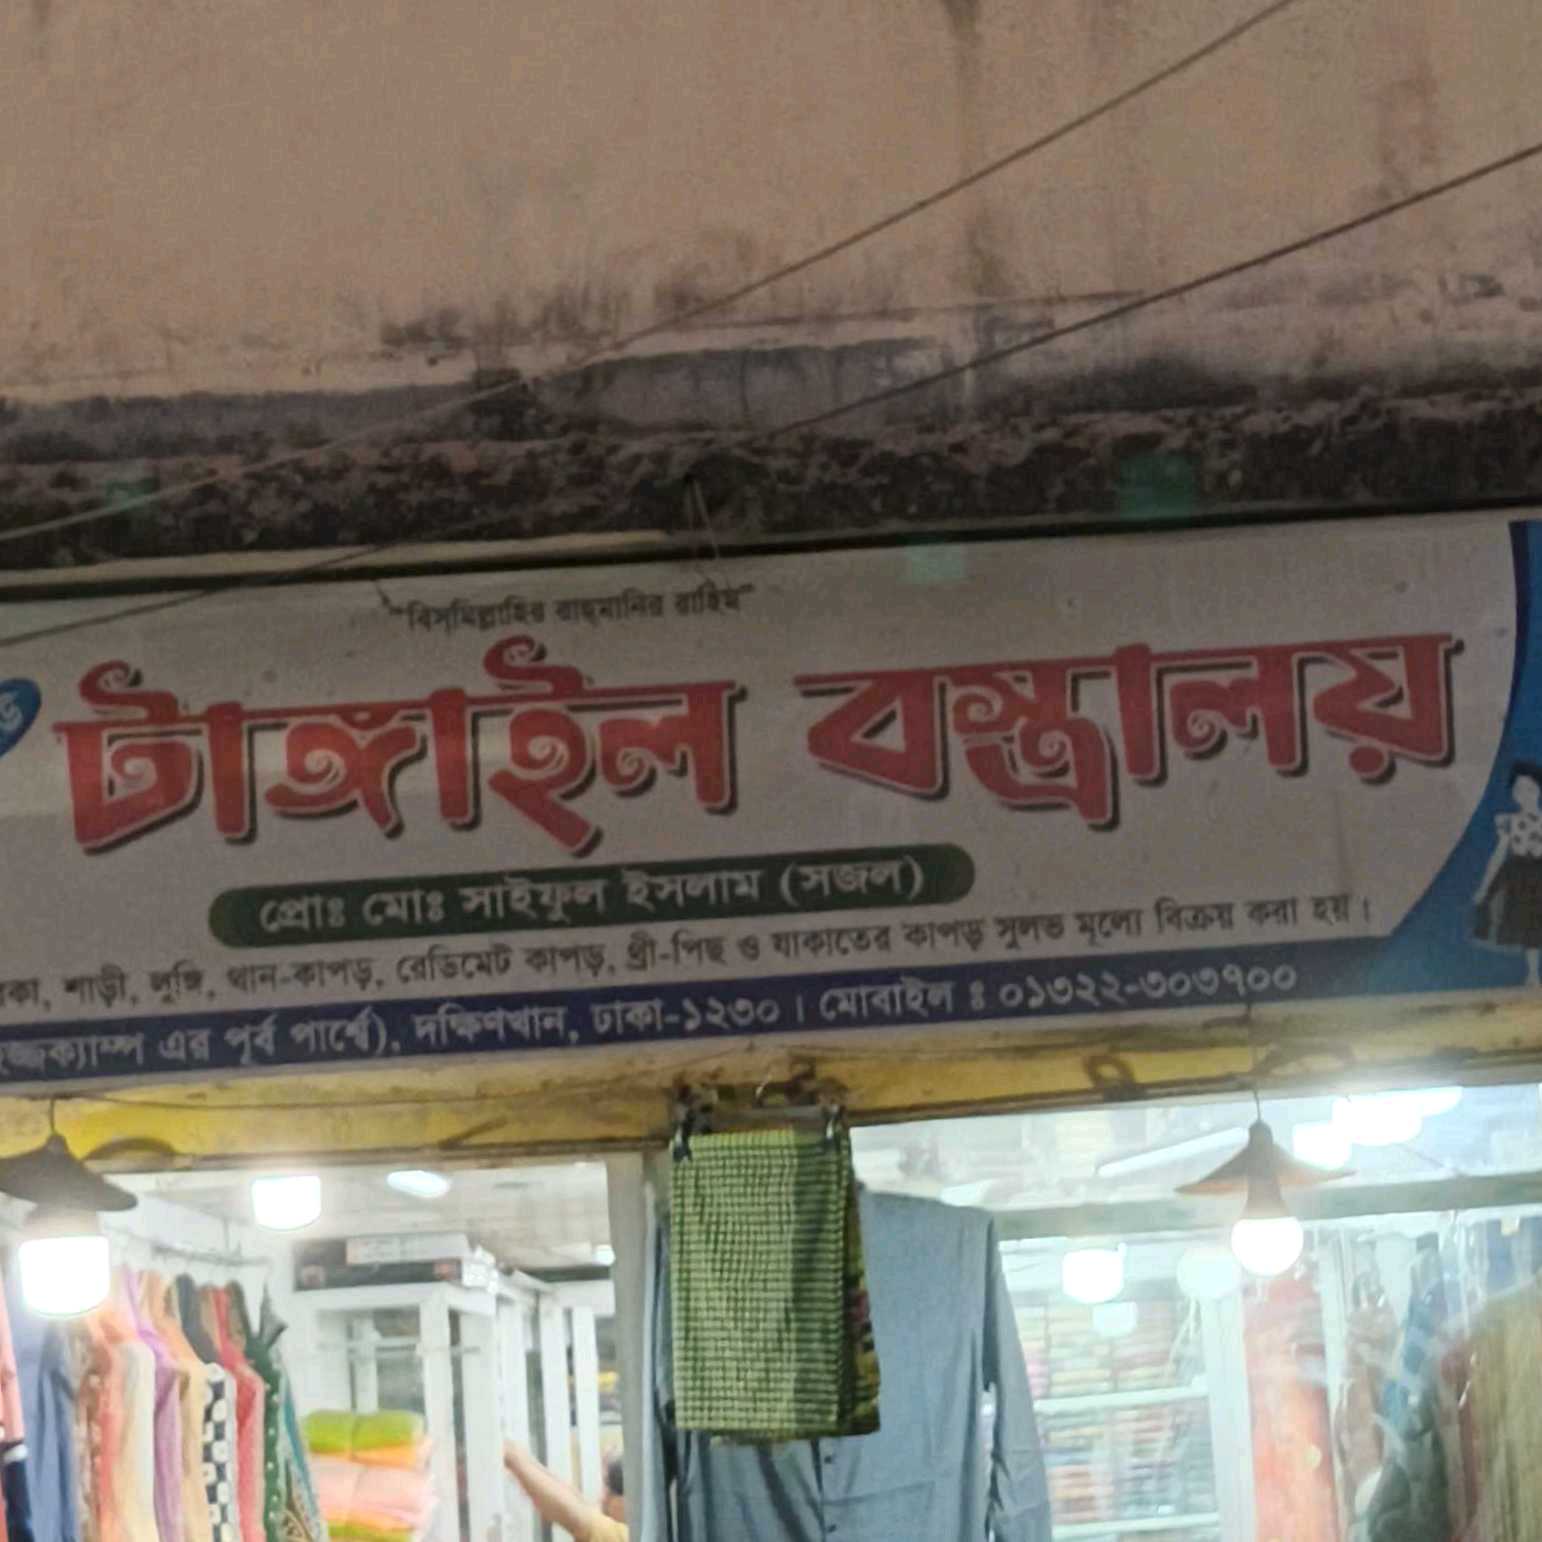 "বিসমিল্লাহির রাহমানির রাহিম"
টাঙ্গাইল বস্ত্রালয়
প্রোঃ মোঃ সাইফুল ইসলাম (সজল)
শাড়ী, লুঙ্গি, থান-কাপড়, রেডিমেট কাপড়, থ্রী-পিছ ও যাকাতের কাপড় সুলভ মূল্যে বিক্রয় করা হয়।
এর পূর্ব পার্শ্বে), দক্ষিণখান, ঢাকা-১২৩০। মোবাইল ঃ ০১৩২২-৩০৩৭০০